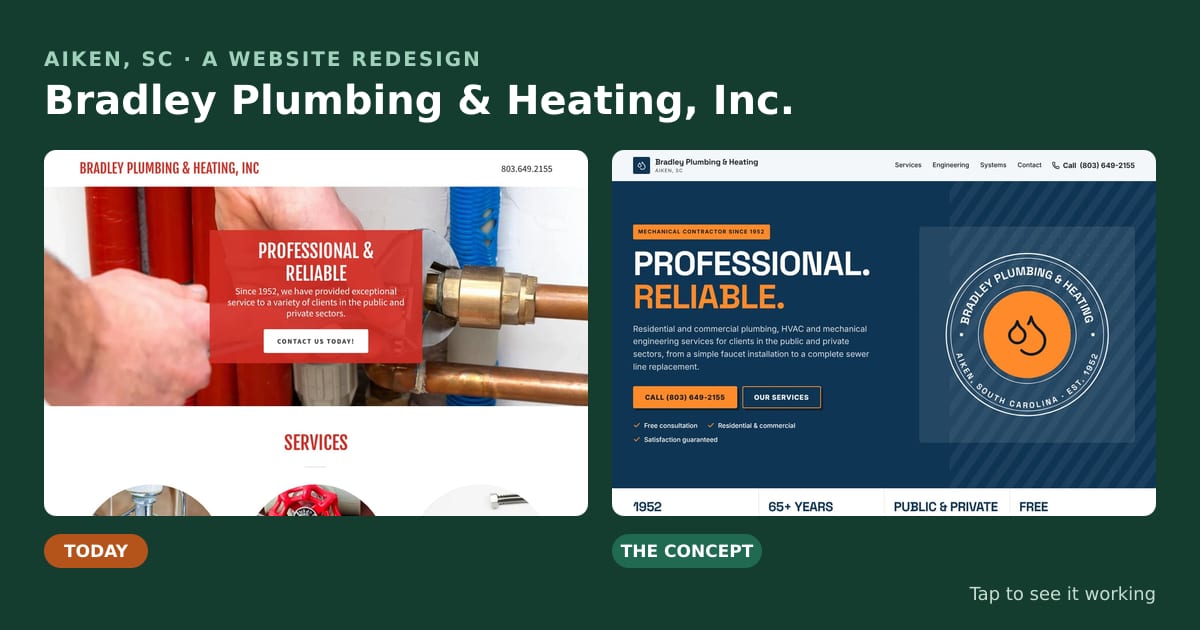 AIKEN, SC · A WEBSITE REDESIGN
Bradley Plumbing & Heating, Inc.
BRADLEY PLUMBING & HEATING, INC
803.649.2155
PROFESSIONAL &
RELIABLE
Since 1952, we have provided exceptional
service to a variety of clients in the public and
private sectors.
CONTACT US TODAY!
SERVICES
TODAY
Bradley Plumbing & Heating
AIKEN, SC
Services Engineering Systems Contact Call (803) 649-2155
MECHANICAL CONTRACTOR SINCE 1952
PROFESSIONAL.
RELIABLE.
Residential and commercial plumbing, HVAC and mechanical
engineering services for clients in the public and private
sectors, from a simple faucet installation to a complete sewer
line replacement.
CALL (803) 649-2155 OUR SERVICES
Free consultation Residential & commercial
Satisfaction guaranteed
BRADLEY PLUMBING & HEATING
AIKEN, SOUTH CAROLINA · EST. 1952
1952 65+ YEARS PUBLIC & PRIVATE FREE
THE CONCEPT
Tap to see it working